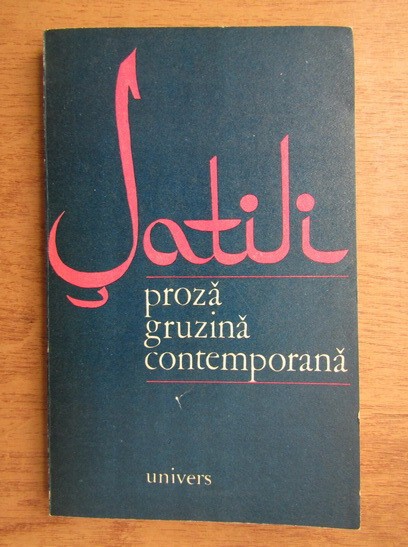 Șatili
proză
gruzină
contemporană
univers